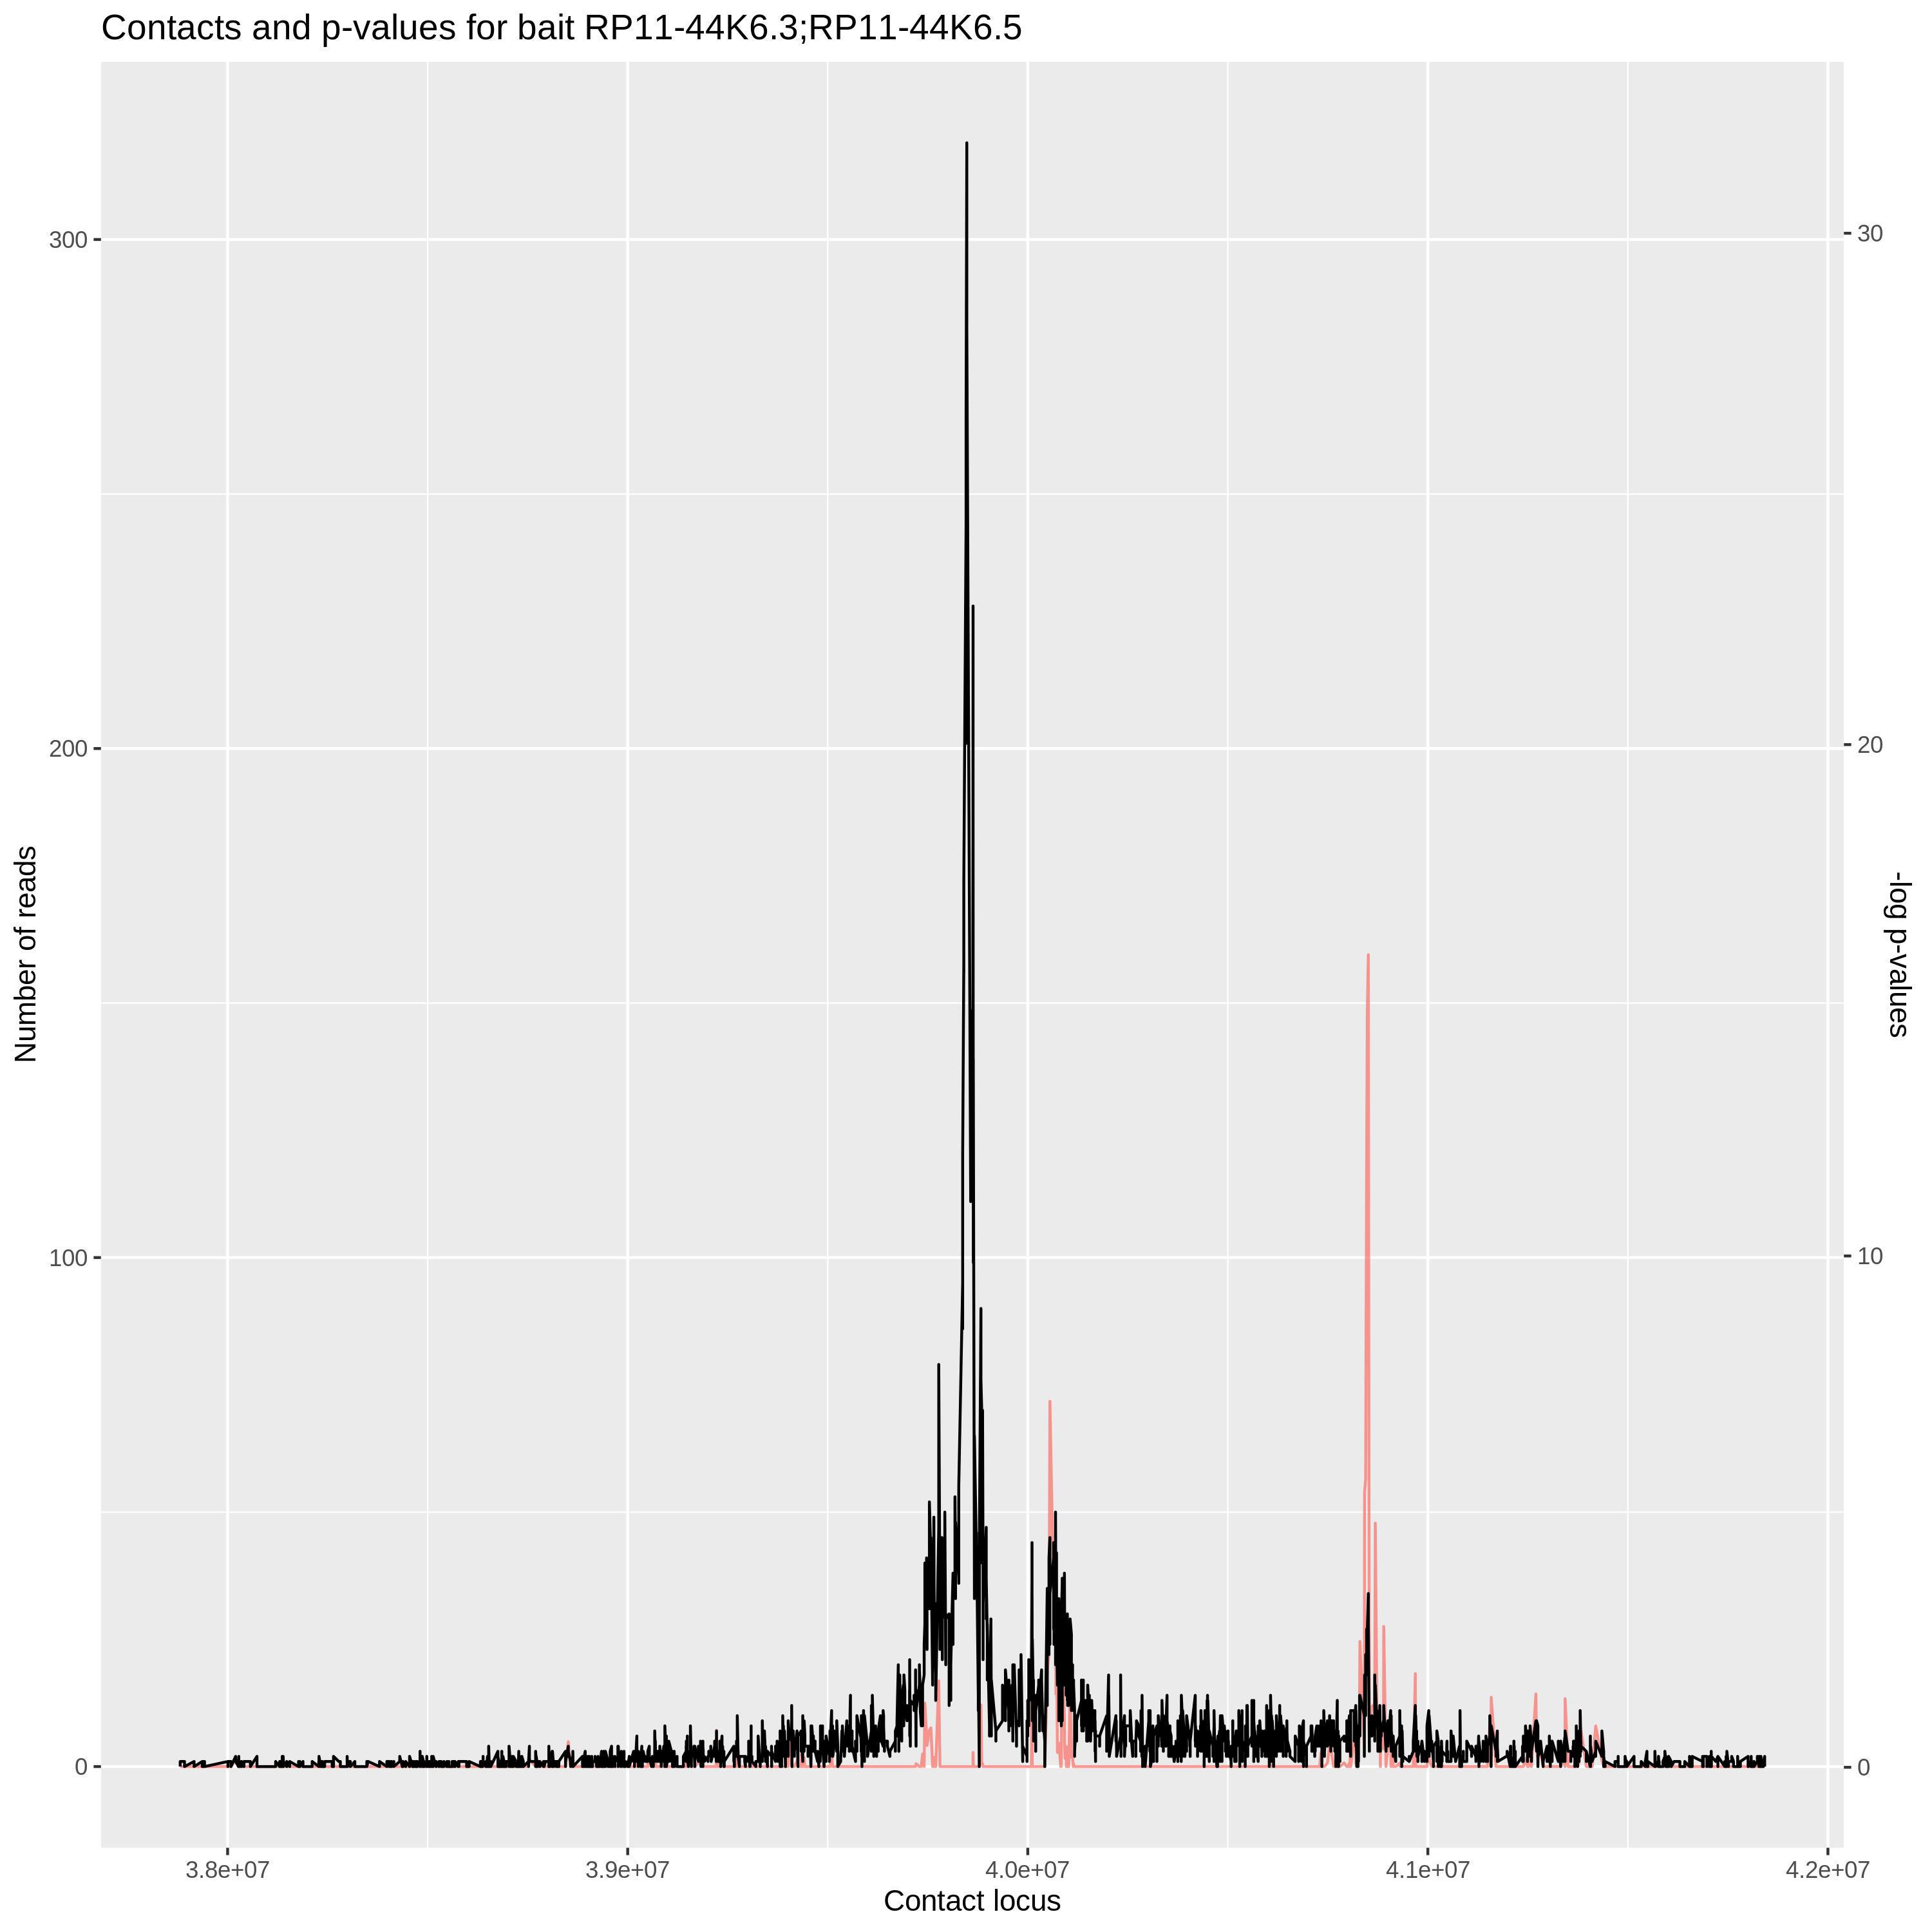 Contacts and p-values for bait RP11-44K6.3;RP11-44K6.5
300
200
100
0
30
20
10
0
Number of reads
-log p-values
3.8e+07 3.9e+07 4.0e+07 4.1e+07 4.2e+07
Contact locus